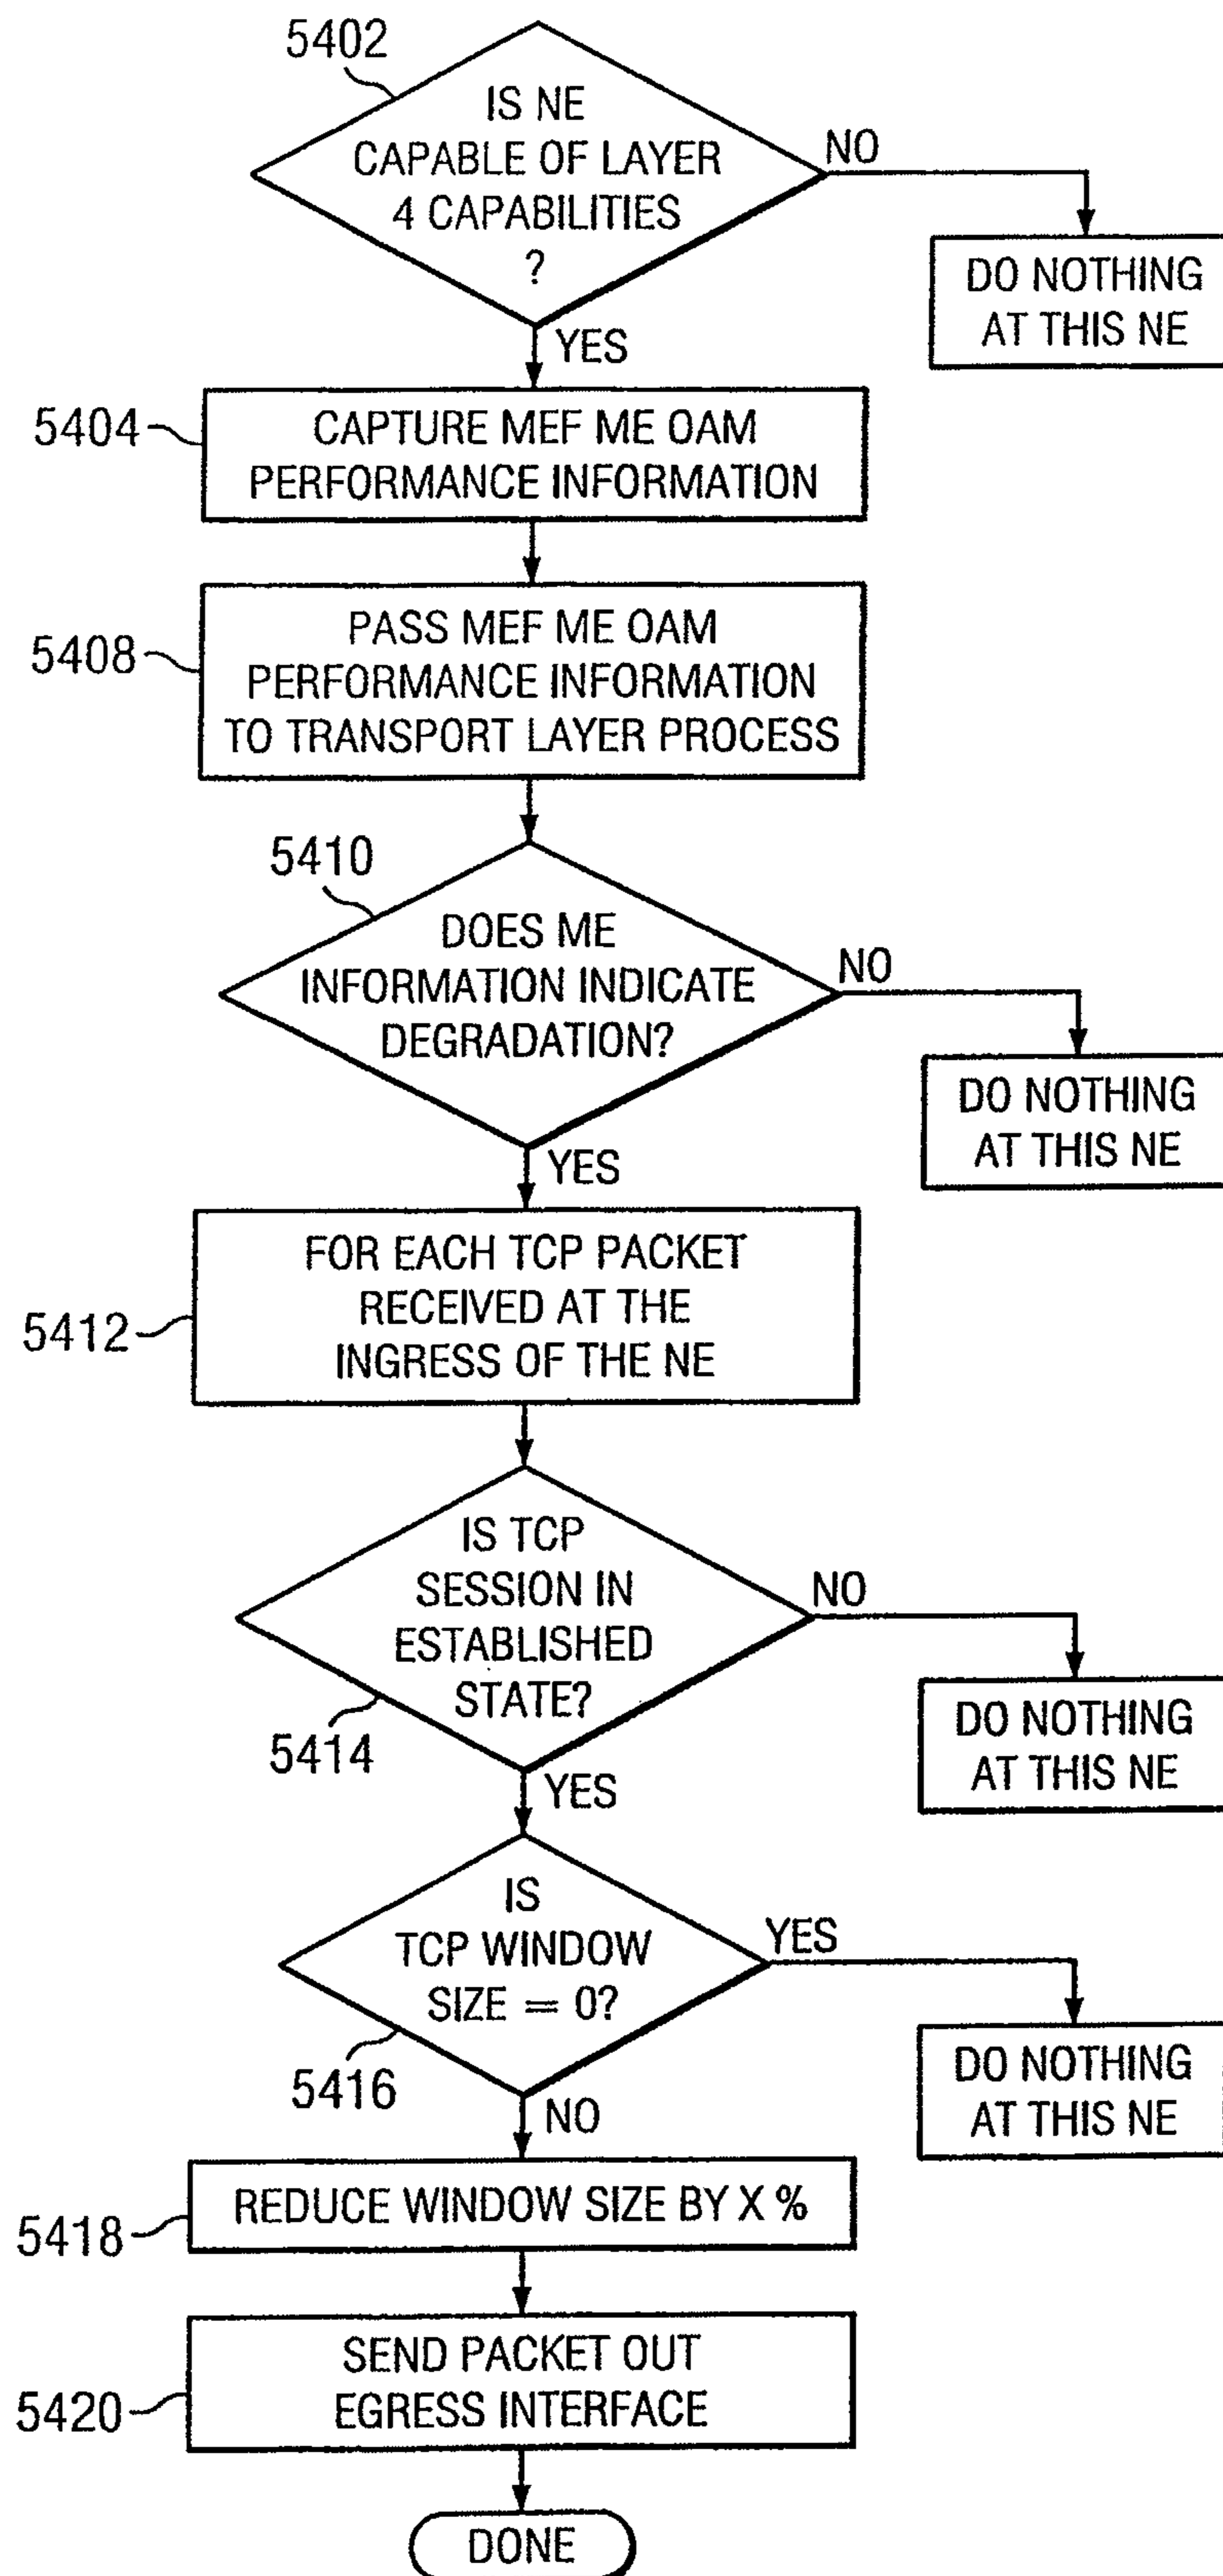 5402
IS NE
CAPABLE OF LAYER
4 CAPABILITIES
?
NO
DO NOTHING
AT THIS NE
YES
5404
CAPTURE MEF ME OAM
PERFORMANCE INFORMATION
5408
PASS MEF ME OAM
PERFORMANCE INFORMATION
TO TRANSPORT LAYER PROCESS
5410
DOES ME
INFORMATION INDICATE
DEGRADATION?
NO
DO NOTHING
AT THIS NE
YES
5412
FOR EACH TCP PACKET
RECEIVED AT THE
INGRESS OF THE NE
IS TCP
SESSION IN
ESTABLISHED
STATE?
5414
NO
DO NOTHING
AT THIS NE
YES
IS
TCP WINDOW
SIZE = 0?
5416
YES
DO NOTHING
AT THIS NE
NO
5418
REDUCE WINDOW SIZE BY X %
5420
SEND PACKET OUT
EGRESS INTERFACE
DONE